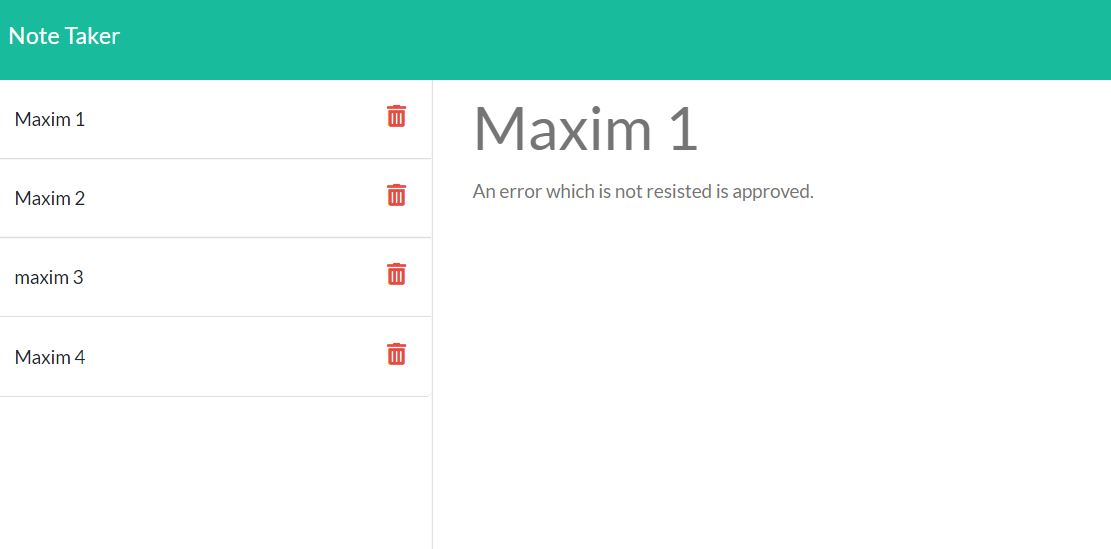 Note Taker
Maxim 1
Maxim 2
maxim 3
Maxim 4
Maxim 1
An error which is not resisted is approved.